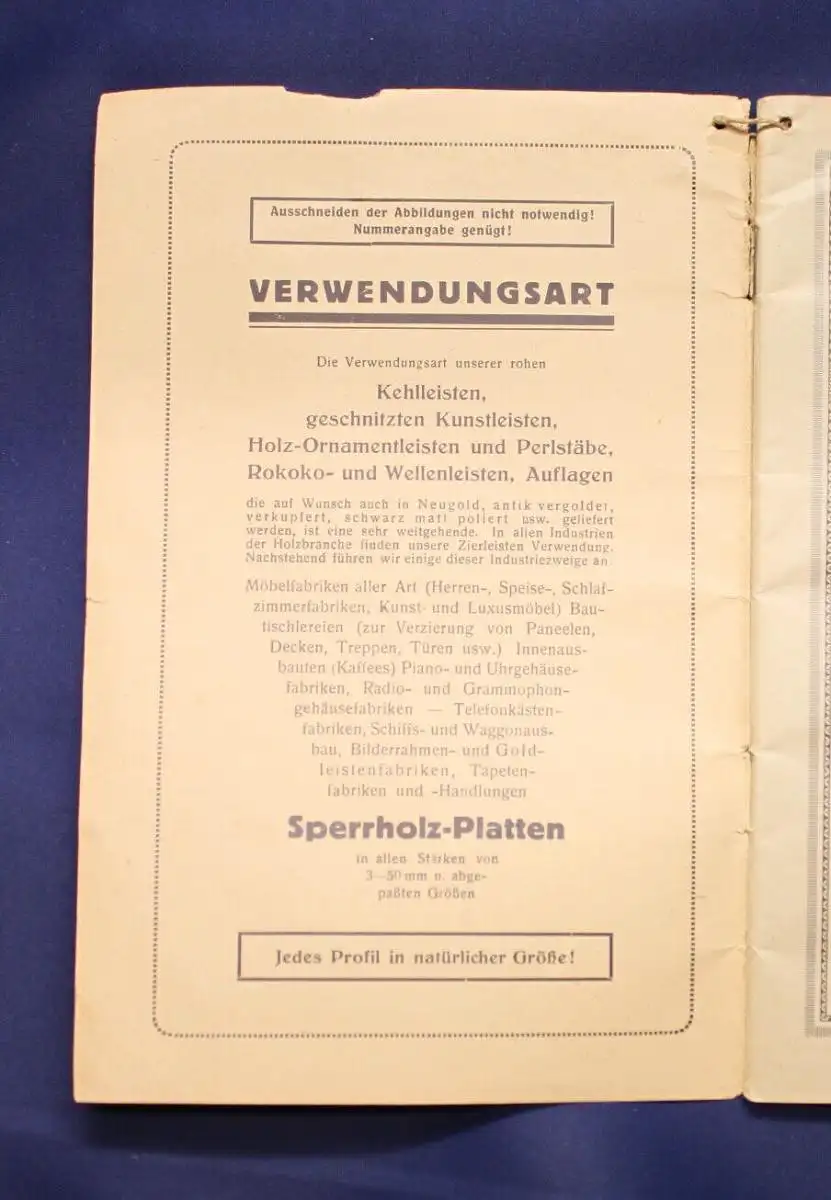 Ausschneiden der Abbildungen nicht notwendig!
Nummerangabe genügt!
VERWENDUNGSART
Die Verwendungsart unserer rohen
Kehlleisten,
geschnitzten Kunstleisten,
Holz-Ornamentleisten und Perlstäbe,
Rokoko- und Wellenleisten, Auflagen
die auf Wunsch auch in Neugold, antik vergoldet,
verkupfert, schwarz matt poliert usw. geliefert
werden, ist eine sehr weitgehende. In allen Industrien
der Holzbranche finden unsere Zierleisten Verwendung.
Nachstehend führen wir einige dieser Industriezweige an
Möbelfabriken aller Art (Herren-, Speise-, Schlaf-
zimmerfabriken, Kunst- und Luxusmöbel) Bau-
tischlereien (zur Verzierung von Paneelen,
Decken, Treppen, Türen usw.) Innenaus-
bauten (Kaffees) Piano- und Uhrgehäuse-
fabriken, Radio- und Grammophon-
gehäusefabriken — Telefonkästen-
fabriken, Schiffs- und Waggonaus-
bau, Bilderrahmen- und Gold-
leistenfabriken, Tapeten-
fabriken und -Handlungen
Sperrholz-Platten
in allen Stärken von
3—50 mm u. abge-
paßten Größen
Jedes Profil in natürlicher Größe!